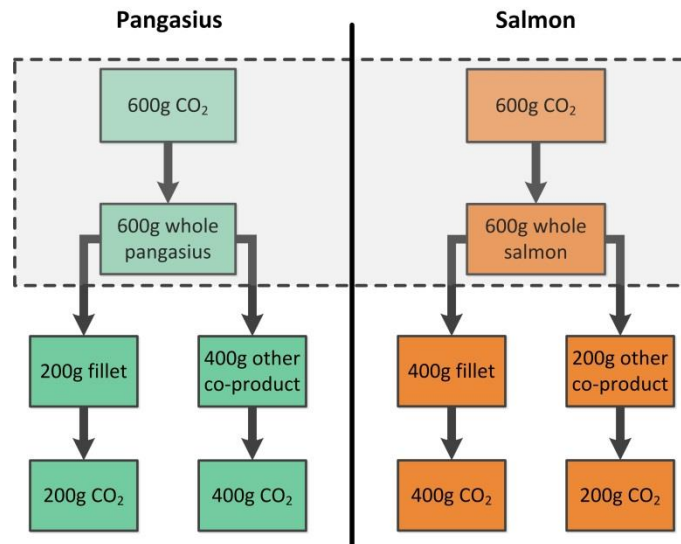 Pangasius
Salmon
600g CO₂
600g CO₂
600g whole
pangasius
600g whole
salmon
200g fillet
400g other
co-product
400g fillet
200g other
co-product
200g CO₂
400g CO₂
400g CO₂
200g CO₂